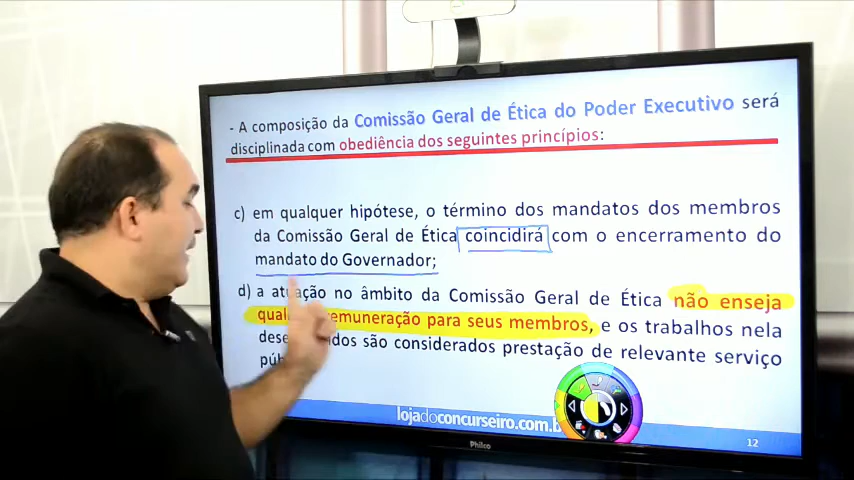 - A composição da Comissão Geral de Ética do Poder Executivo será
disciplinada com obediência dos seguintes princípios:
c) em qualquer hipótese, o término dos mandatos dos membros
da Comissão Geral de Ética coincidirá com o encerramento do
mandato do Governador;
d) a atuação no âmbito da Comissão Geral de Ética não enseja
remuneração para seus membros, e os trabalhos nela
são considerados prestação de relevante serviço
lojadoconcurseiro.com.b
12
Philco